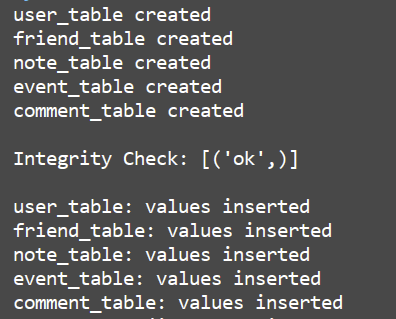 user_table created
friend_table created
note_table created
event_table created
comment_table created
Integrity Check: [('ok',)]
user_table: values inserted
friend_table: values inserted
note_table: values inserted
event_table: values inserted
comment_table: values inserted